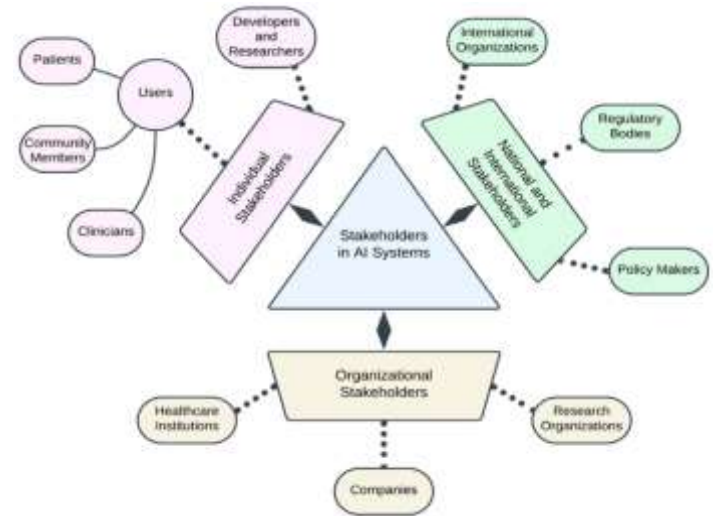 Developers
and
Researchers
International
Organizations
Patients
Users
Regulatory
Bodies
Community
Members
Individual
Stakeholders
National and
International
Stakeholders
Clinicians
Stakeholders
in AI Systems
Policy Makers
Organizational
Stakeholders
Healthcare
Institutions
Research
Organizations
Companies